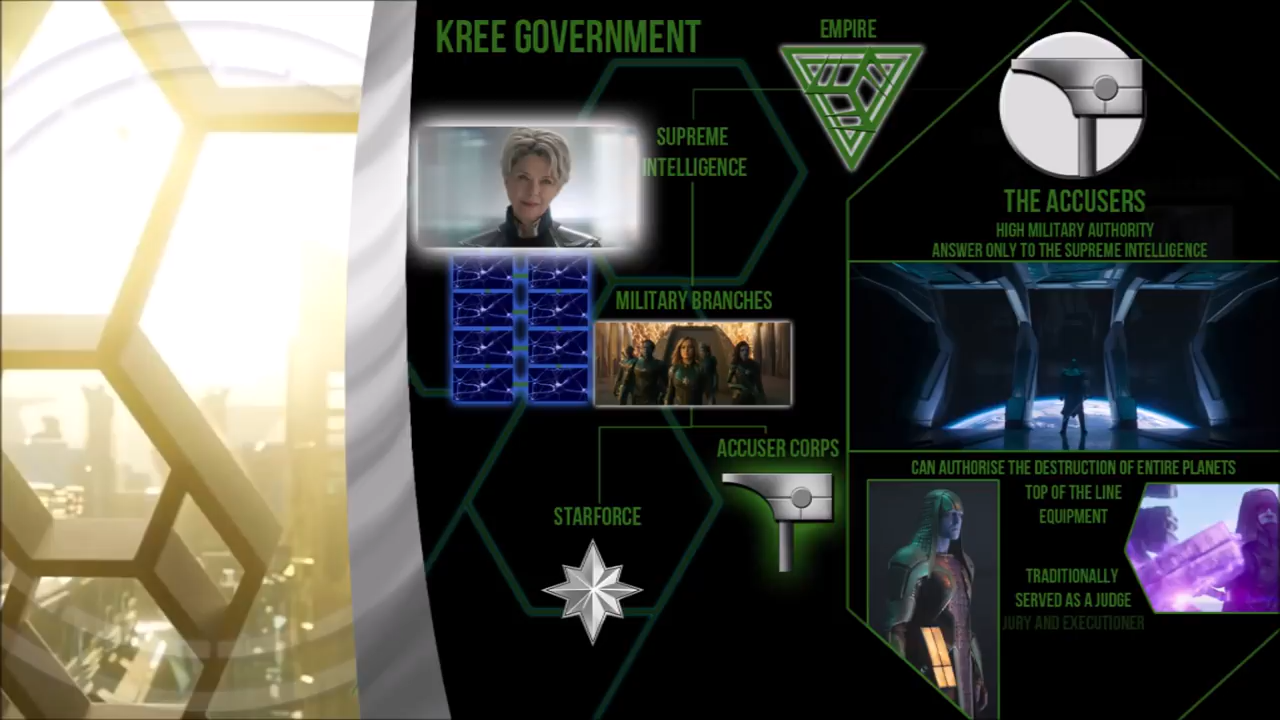 KREE GOVERNMENT
EMPIRE
SUPREME
INTELLIGENCE
MILITARY BRANCHES
ACCUSER CORPS
STARFORCE
THE ACCUSERS
HIGH MILITARY AUTHORITY
ANSWER ONLY TO THE SUPREME INTELLIGENCE
CAN AUTHORISE THE DESTRUCTION OF ENTIRE PLANETS
TOP OF THE LINE
EQUIPMENT
TRADITIONALLY
SERVED AS A JUDGE
JURY AND EXECUTIONER